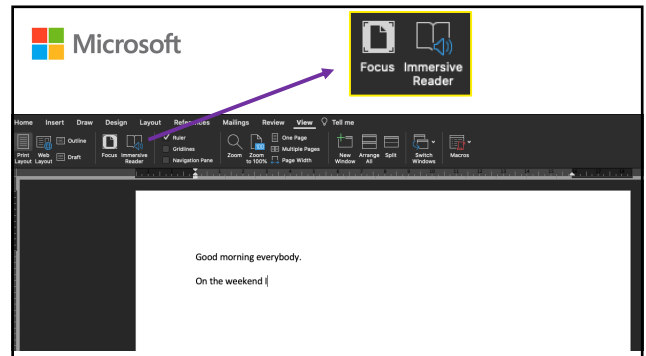 Microsoft
Focus Immersive Reader
Home Insert Draw Design Layout References Mailings Review View Tell me
Print Layout Web Layout Outline Draft Focus Immersive Reader Ruler Gridlines Navigation Pane Zoom Zoom to 100% 100 One Page Multiple Pages Page Width New Window Arrange All Split Switch Windows Macros
Good morning everybody.
On the weekend I